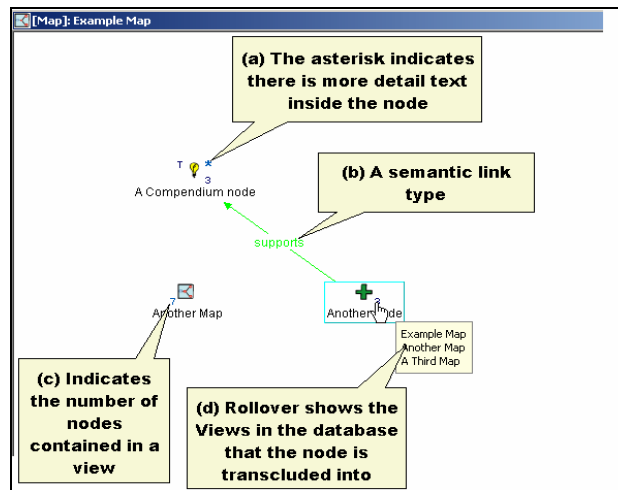 [Map]: Example Map
(a) The asterisk indicates
there is more detail text
inside the node
T *
3
A Compendium node
(b) A semantic link
type
supports
7
Another Map
3
Another Node
Example Map
Another Map
A Third Map
(c) Indicates
the number of
nodes
contained in a
view
(d) Rollover shows the
Views in the database
that the node is
transcluded into